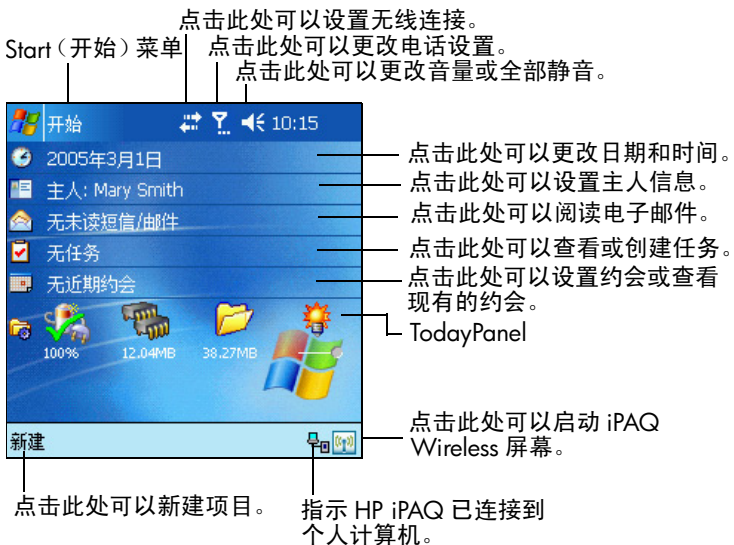 点击此处可以设置无线连接。
Start（开始）菜单
点击此处可以更改电话设置。
点击此处可以更改音量或全部静音。
开始
10:15
2005年3月1日
点击此处可以更改日期和时间。
主人: Mary Smith
点击此处可以设置主人信息。
无未读短信/邮件
点击此处可以阅读电子邮件。
无任务
点击此处可以查看或创建任务。
无近期约会
点击此处可以设置约会或查看
现有的约会。
100%
12.04MB
38.27MB
TodayPanel
点击此处可以启动 iPAQ
Wireless 屏幕。
新建
点击此处可以新建项目。
指示 HP iPAQ 已连接到
个人计算机。